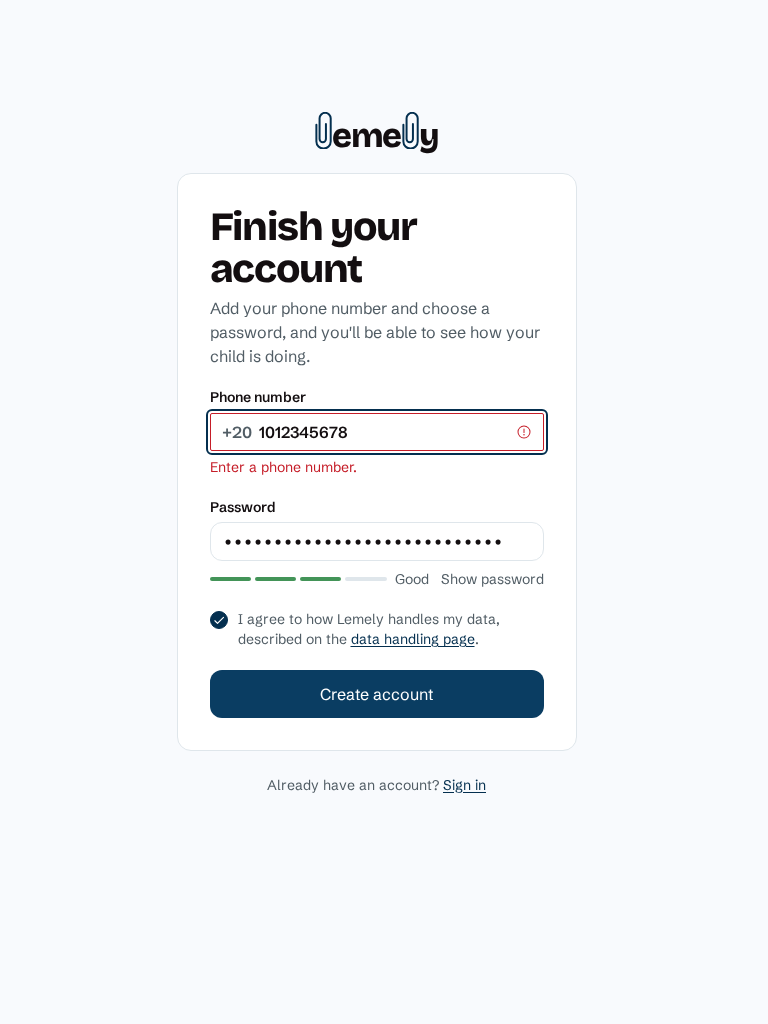 lemely
Finish your
account
Add your phone number and choose a
password, and you'll be able to see how your
child is doing.
Phone number
+20 1012345678
Enter a phone number.
Password
Good Show password
I agree to how Lemely handles my data,
described on the data handling page.
Create account
Already have an account? Sign in